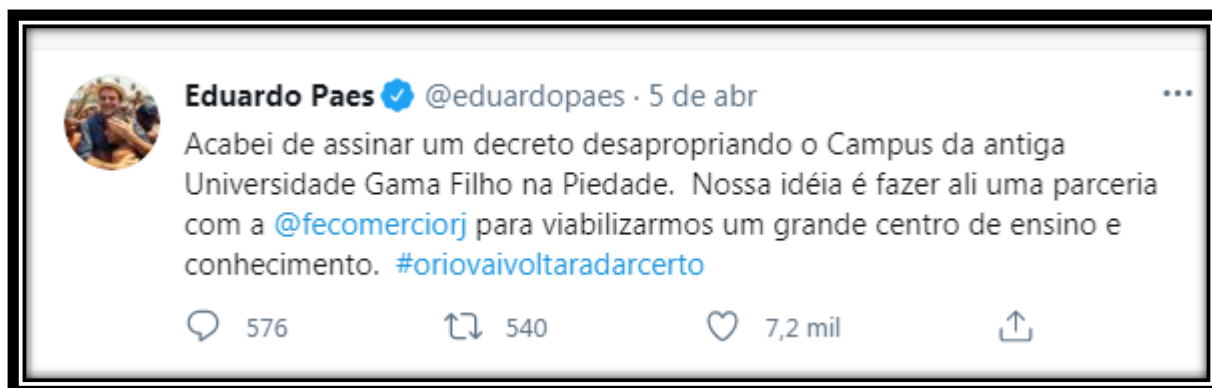 Eduardo Paes @eduardopaes · 5 de abr
Acabei de assinar um decreto desapropriando o Campus da antiga
Universidade Gama Filho na Piedade.  Nossa idéia é fazer ali uma parceria
com a @fecomerciorj para viabilizarmos um grande centro de ensino e
conhecimento.  #oriovaivoltaradarcerto
576 540 7,2 mil